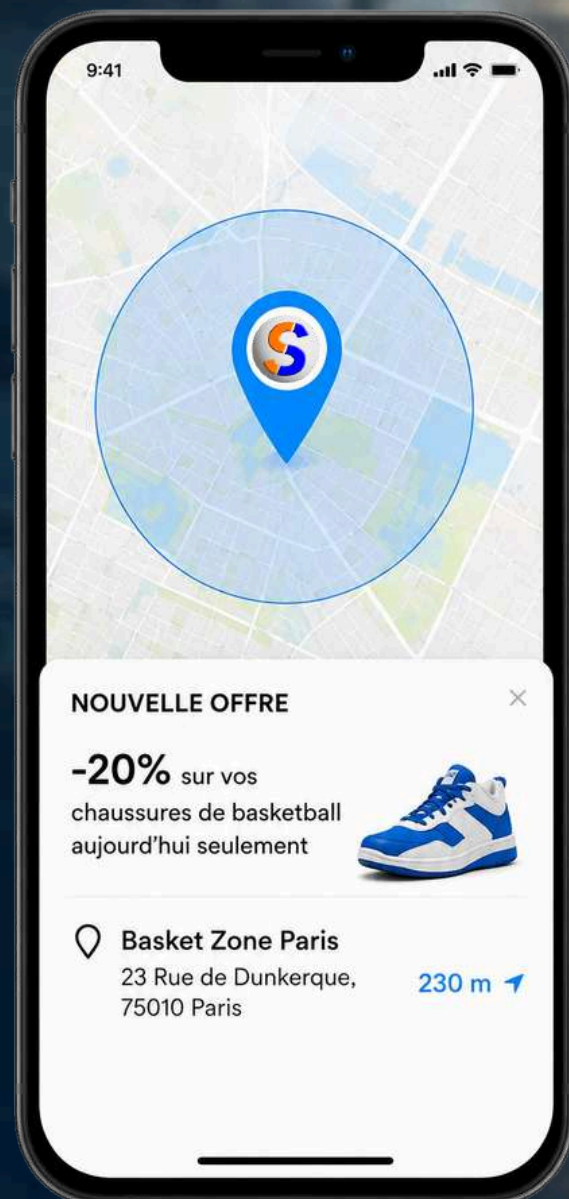 9:41
S
NOUVELLE OFFRE
-20% sur vos
chaussures de basketball
aujourd'hui seulement
Basket Zone Paris
23 Rue de Dunkerque,
75010 Paris
230 m